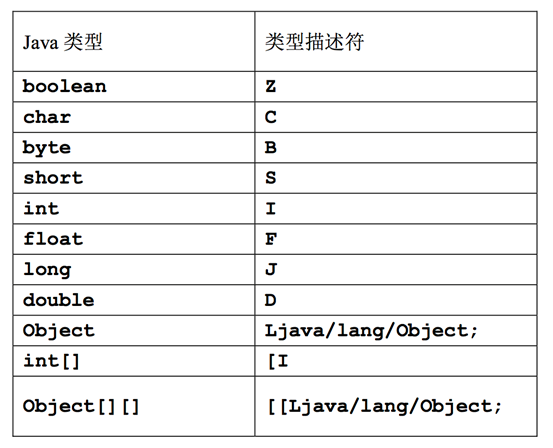 Java 类型 类型描述符
boolean Z
char C
byte B
short S
int I
float F
long J
double D
Object Ljava/lang/Object;
int[] [I
Object[][] [[Ljava/lang/Object;